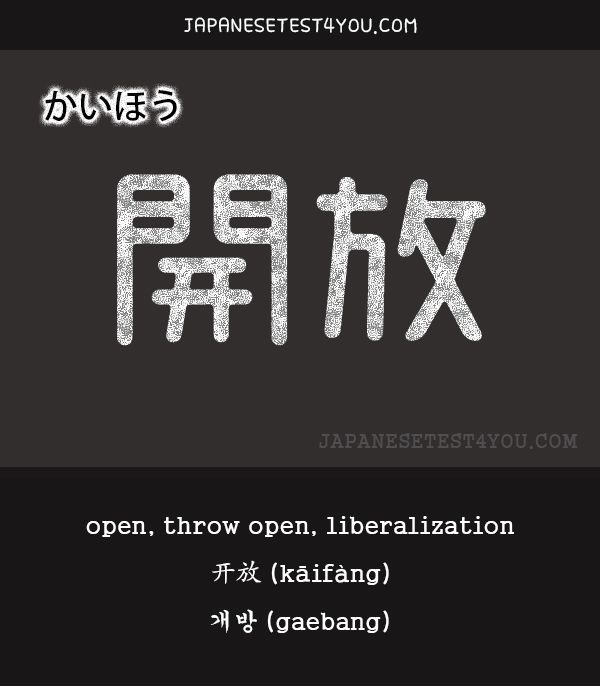 JAPANESETEST4YOU.COM
かいほう
開放
JAPANESETEST4YOU.COM
open, throw open, liberalization
开放 (kāifàng)
개방 (gaebang)